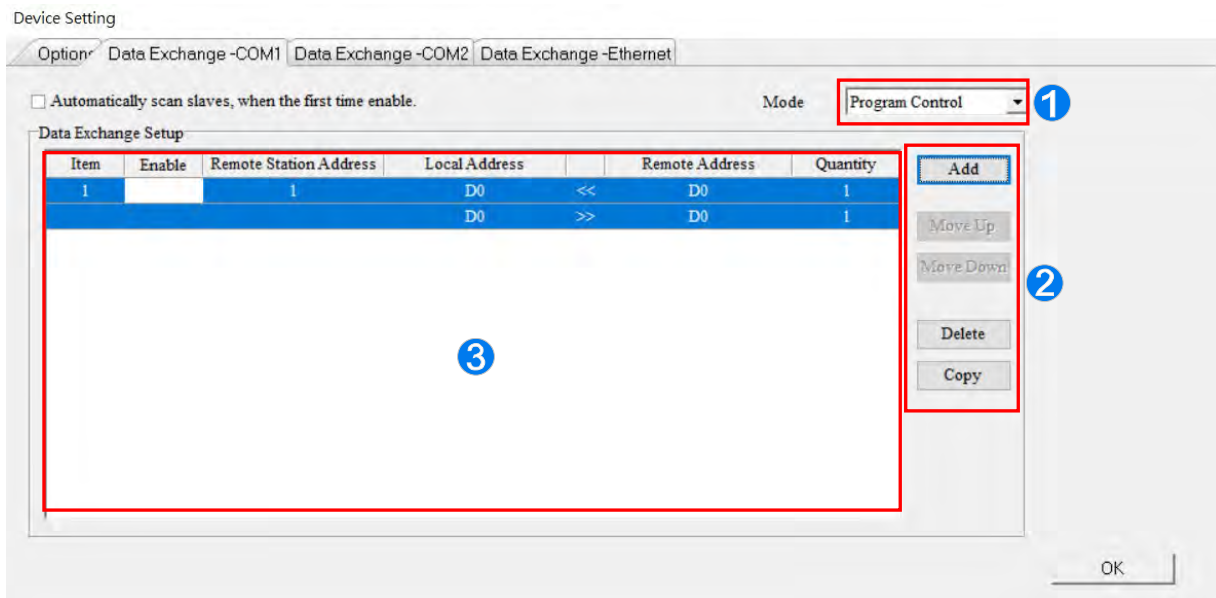 Device Setting
Options Data Exchange -COM1 Data Exchange -COM2 Data Exchange -Ethernet
Automatically scan slaves, when the first time enable. Mode Program Control 1
Data Exchange Setup
Item Enable Remote Station Address Local Address Remote Address Quantity Add
1 1 D0 << D0 1
D0 >> D0 1
Move Up
Move Down
2
Delete
3
Copy
OK